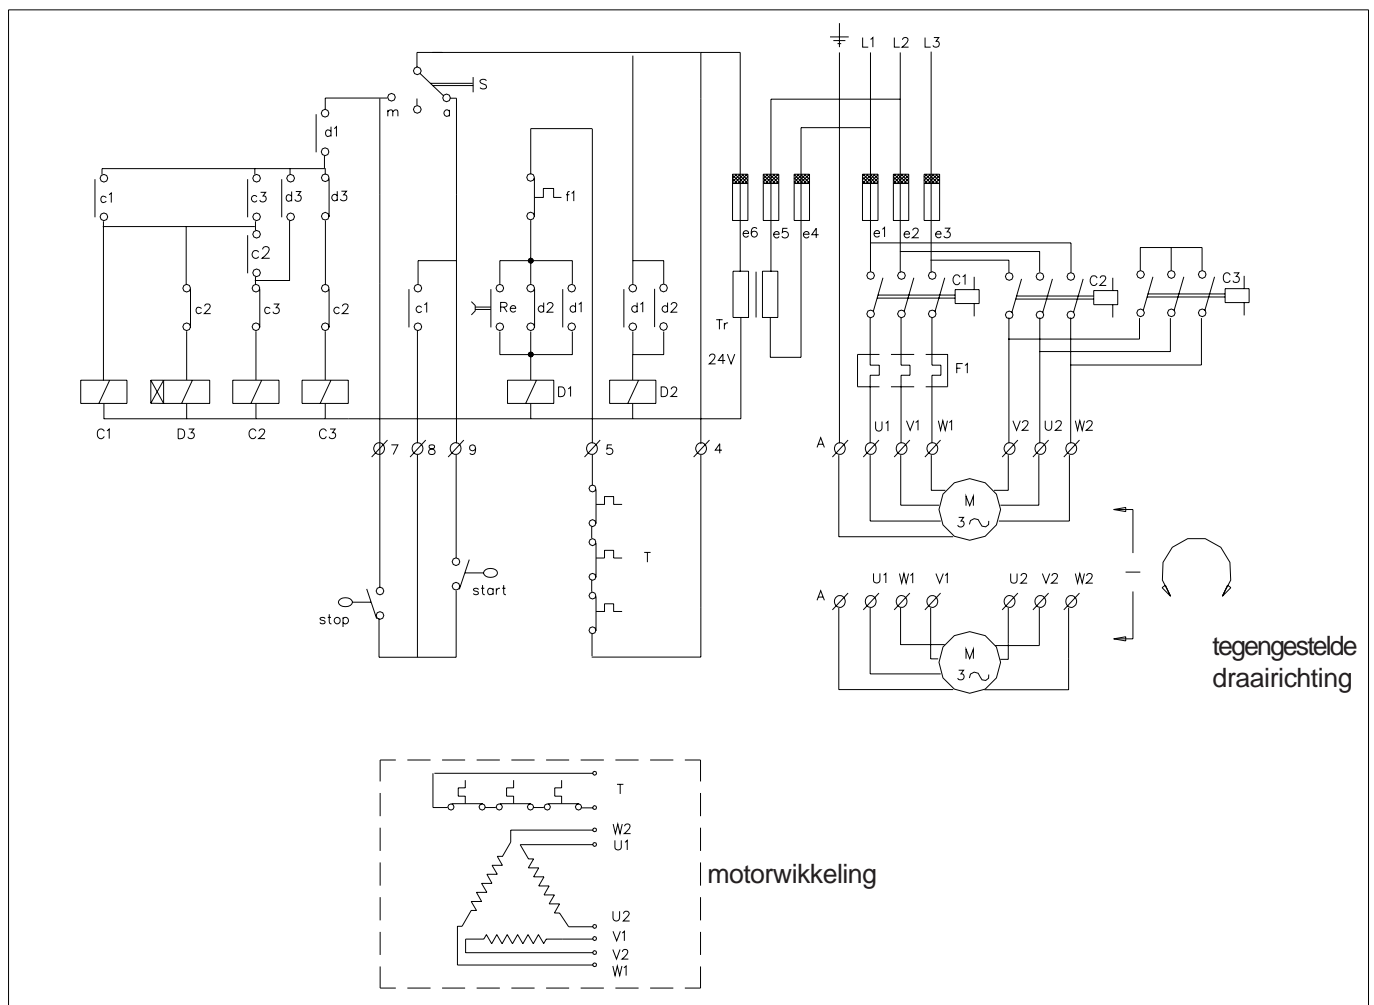 L1 L2 L3
S
m a
d1
c1 c3 d3 d3
f1
e6 e5 e4 e1 e2 e3
c2
C1 C2 C3
c2 c3 c2 c1 Re d2 d1 d1 d2
Tr
24V
F1
D1 D2
C1 D3 C2 C3
7 8 9 5 4
A U1 V1 W1 V2 U2 W2
M
3
T
start
stop
A U1 W1 V1 U2 V2 W2
M
3
tegengestelde
draairichting
T
W2
U1
motorwikkeling
U2
V1
V2
W1